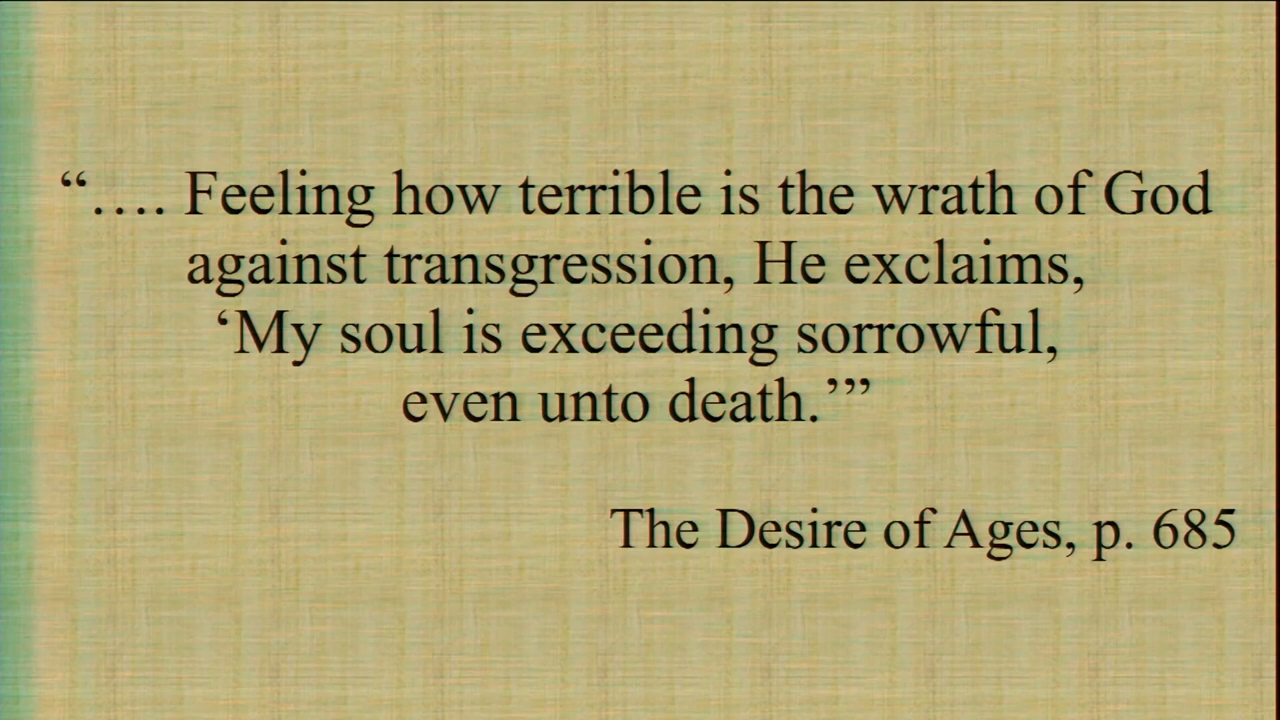 “…. Feeling how terrible is the wrath of God
against transgression, He exclaims,
‘My soul is exceeding sorrowful,
even unto death.’”
The Desire of Ages, p. 685